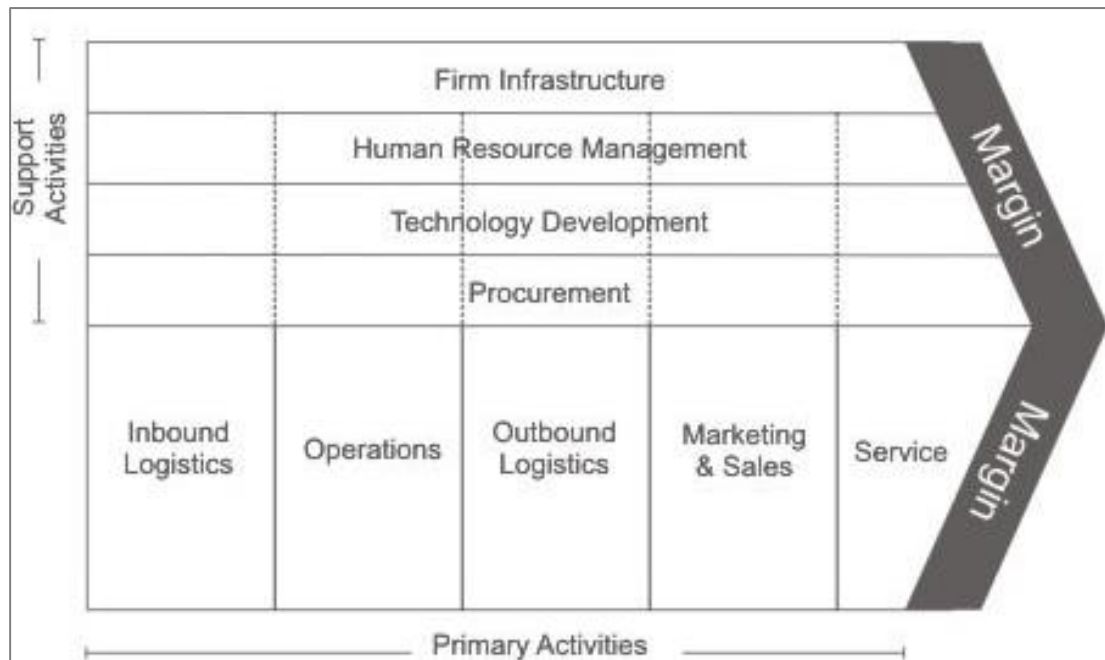 Support
Activities
Firm Infrastructure
Human Resource Management
Technology Development
Procurement
Inbound
Logistics
Operations
Outbound
Logistics
Marketing
& Sales
Service
Margin
Margin
Primary Activities